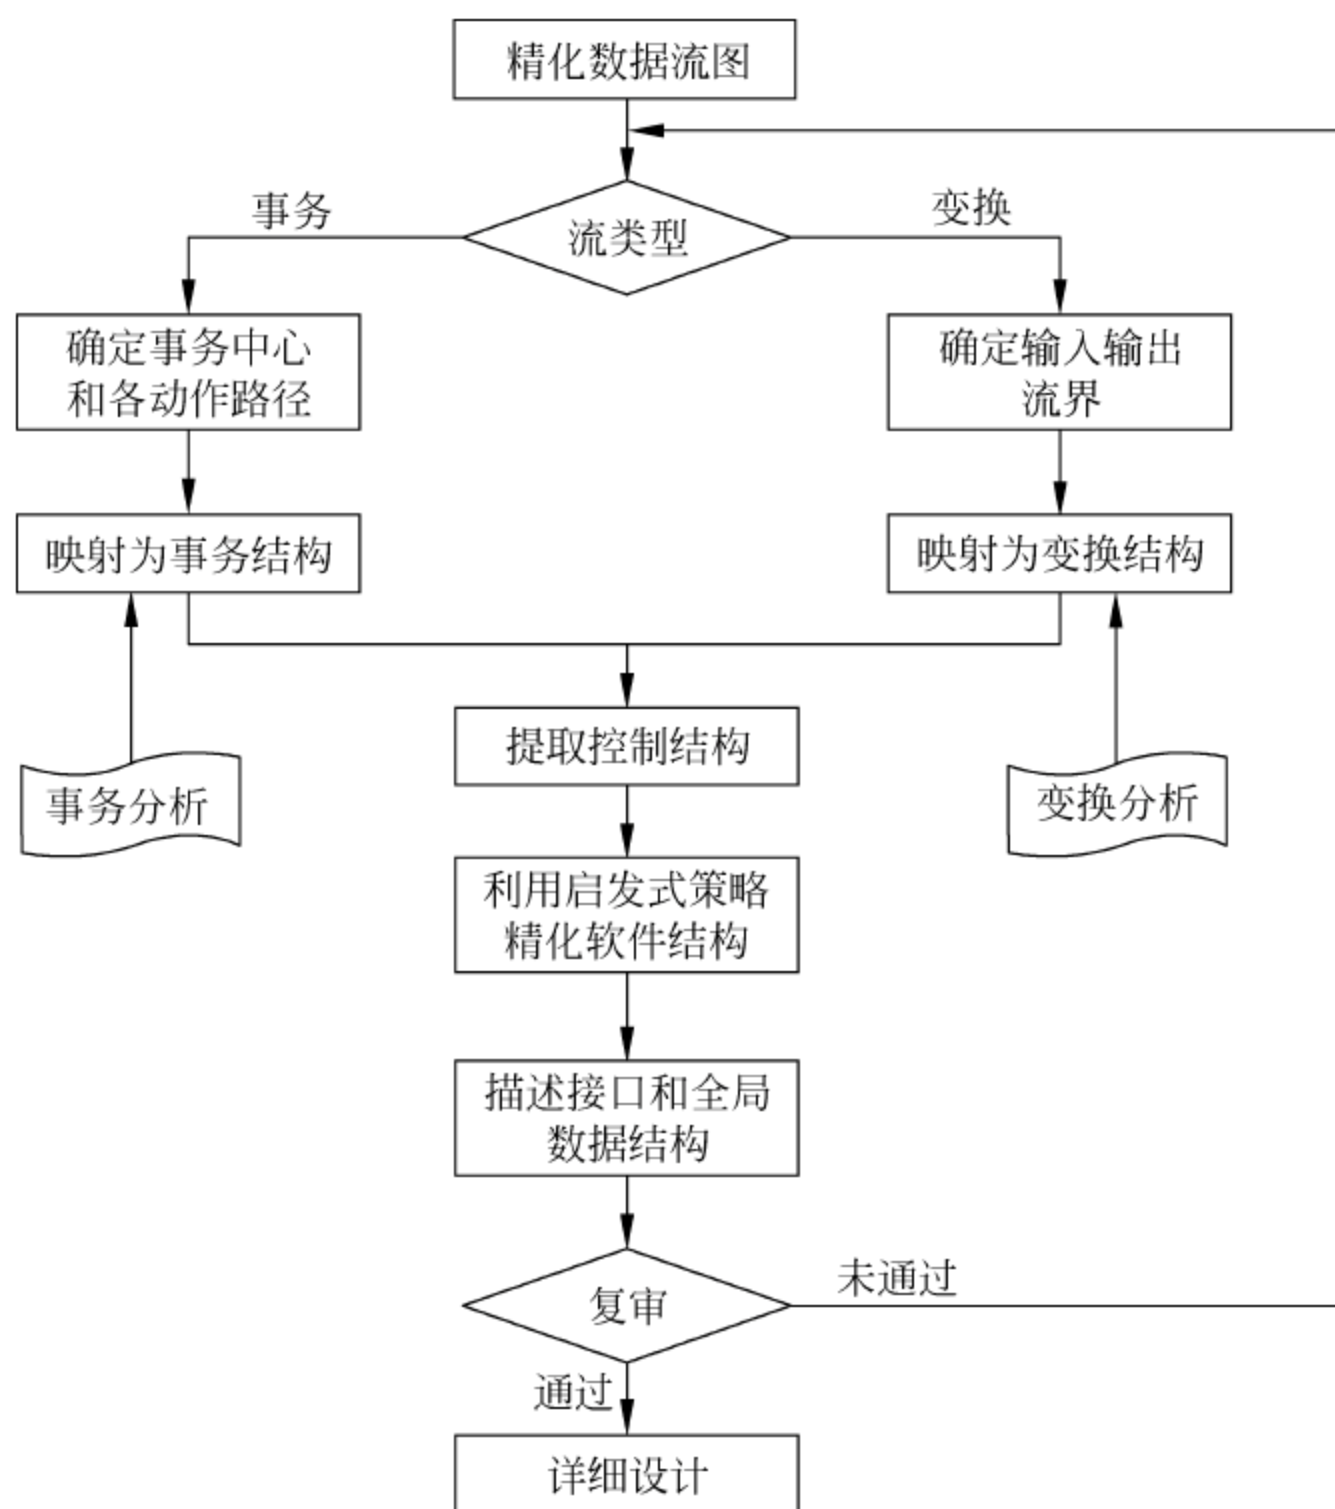 精化数据流图
事务
变换
流类型
确定事务中心
和各动作路径
确定输入输出
流界
映射为事务结构
映射为变换结构
提取控制结构
事务分析
变换分析
利用启发式策略
精化软件结构
描述接口和全局
数据结构
复审
未通过
通过
详细设计